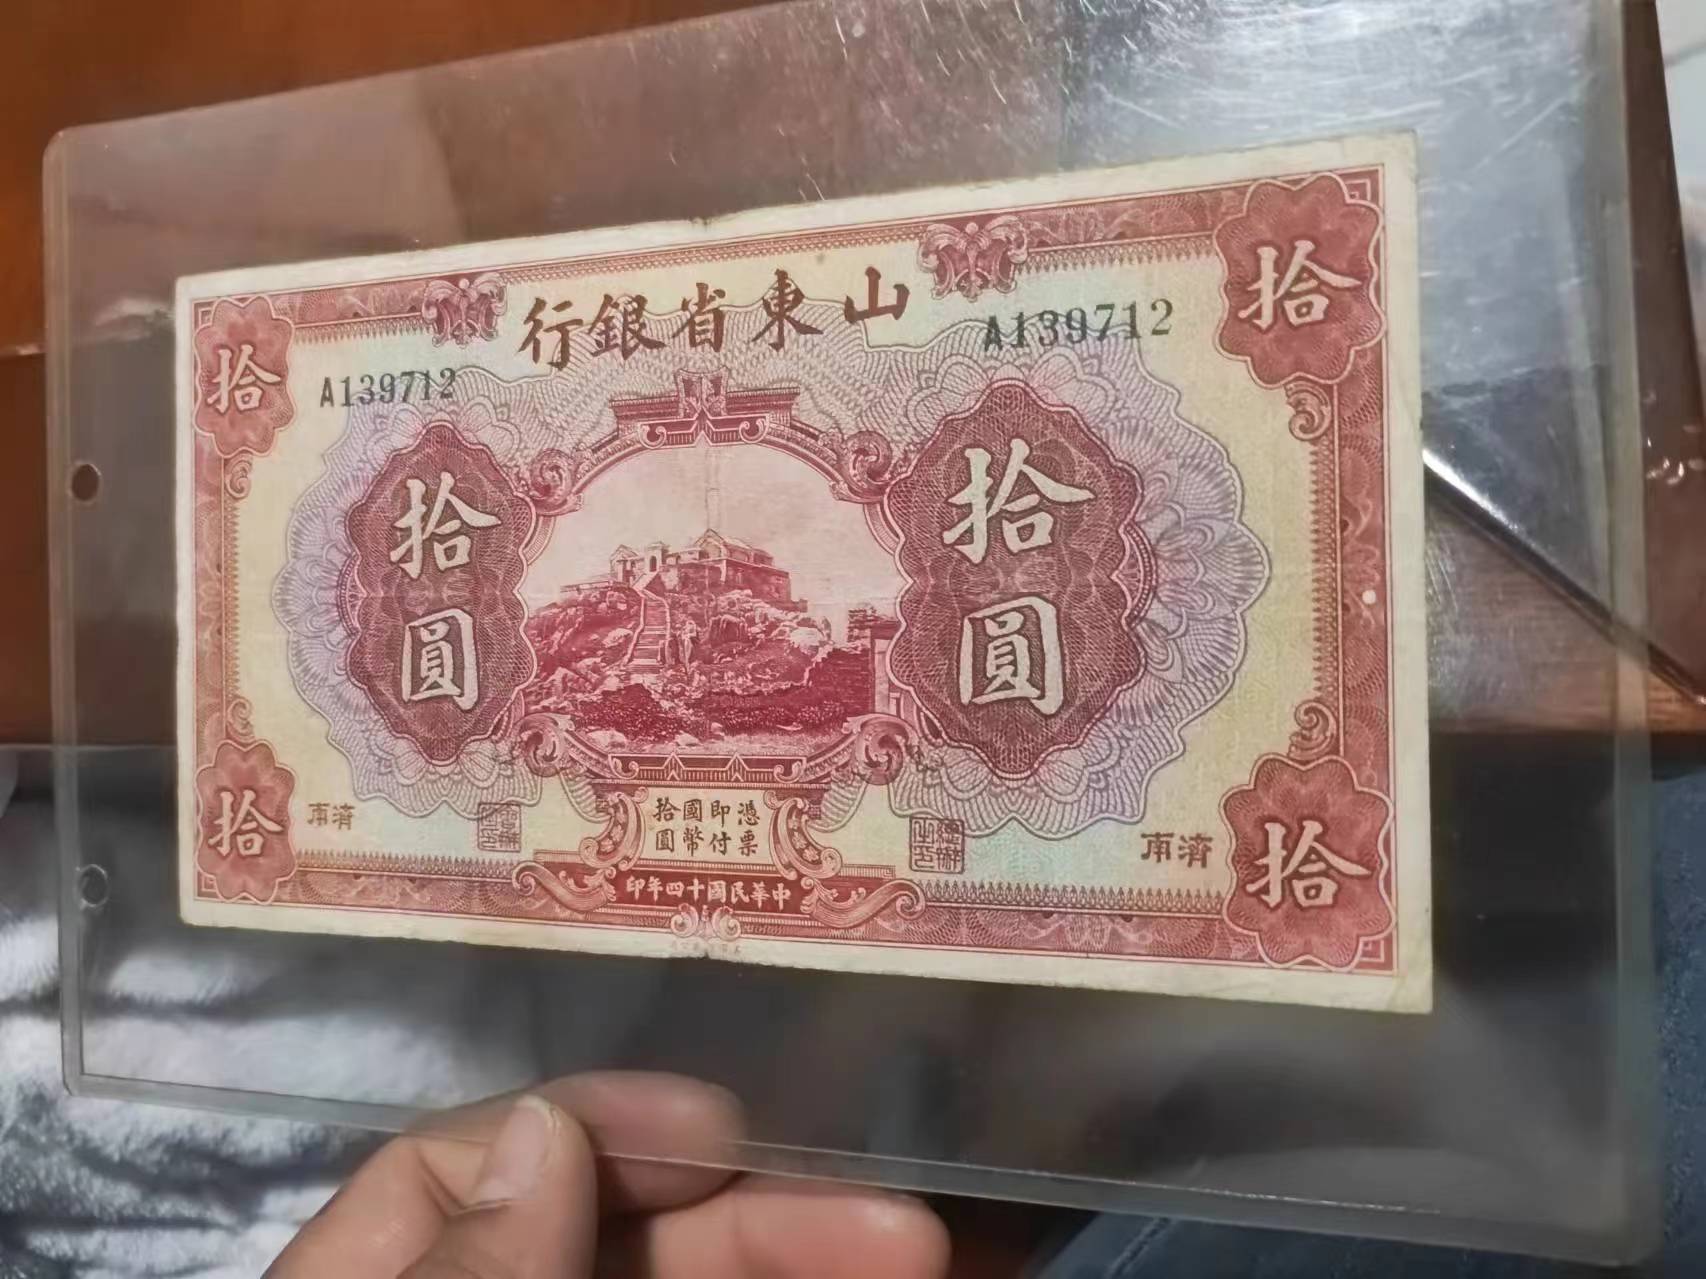 山東省銀行
A139712
A139712
拾
拾
拾圓
拾圓
憑票
即付
國幣
拾圓
濟南
濟南
拾
拾
中華民國十四年印